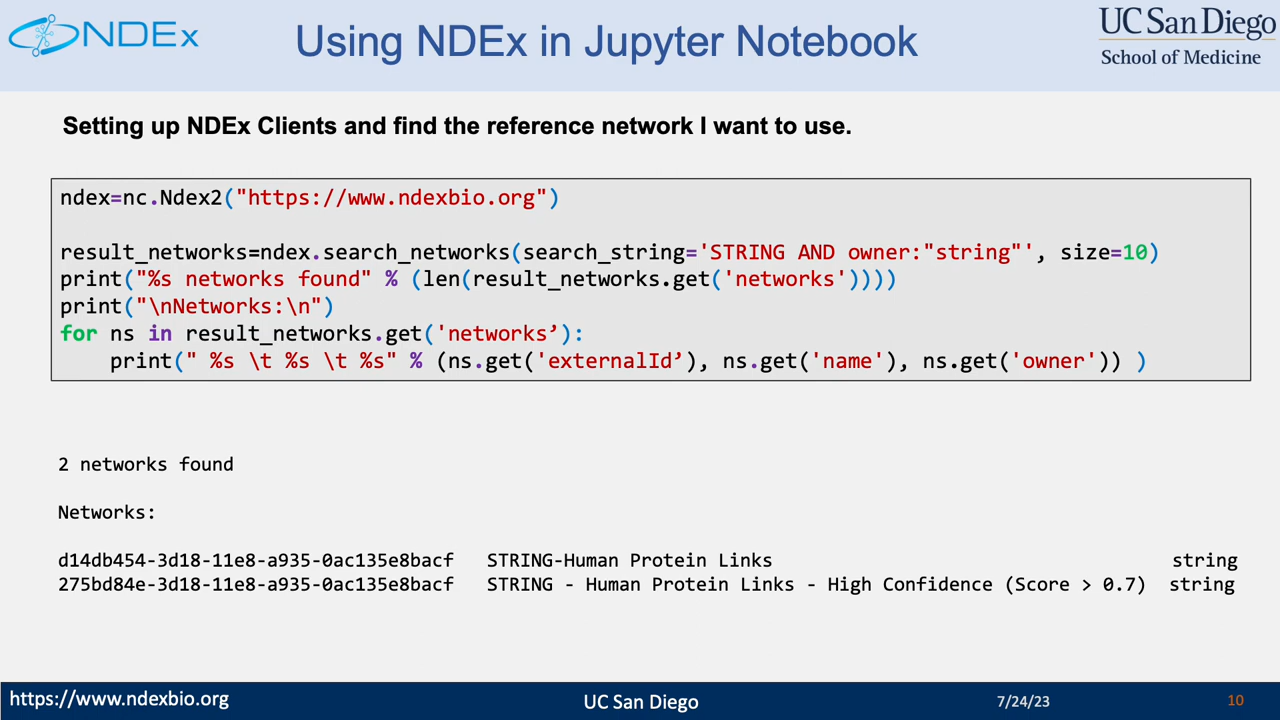 NDEx
Using NDEx in Jupyter Notebook
UC San Diego
School of Medicine
Setting up NDEx Clients and find the reference network I want to use.
ndex=nc.Ndex2("https://www.ndexbio.org")
result_networks=ndex.search_networks(search_string='STRING AND owner:"string"', size=10)
print("%s networks found" % (len(result_networks.get('networks'))))
print("\nNetworks:\n")
for ns in result_networks.get('networks’):
    print(" %s \t %s \t %s" % (ns.get('externalId’), ns.get('name'), ns.get('owner')) )
2 networks found
Networks:
d14db454-3d18-11e8-a935-0ac135e8bacf   STRING-Human Protein Links   string
275bd84e-3d18-11e8-a935-0ac135e8bacf   STRING - Human Protein Links - High Confidence (Score > 0.7)  string
https://www.ndexbio.org
UC San Diego
7/24/23
10